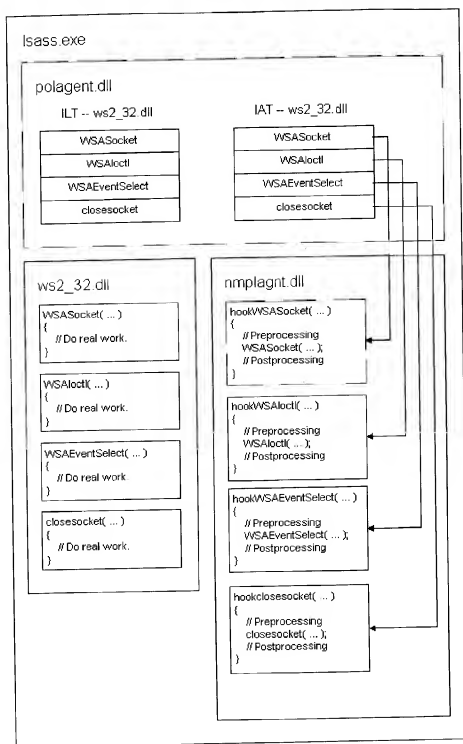 lsass.exe
polagent.dll
ILT -- ws2_32.dll
WSASocket
WSAIoctl
WSAEventSelect
closesocket
IAT -- ws2_32.dll
WSASocket
WSAIoctl
WSAEventSelect
closesocket
ws2_32.dll
WSASocket( ... )
{
// Do real work.
}
WSAIoctl( ... )
{
// Do real work.
}
WSAEventSelect( ... )
{
// Do real work.
}
closesocket( ... )
{
// Do real work.
}
nmplagnt.dll
hookWSASocket( ... )
{
// Preprocessing
WSASocket( ... );
// Postprocessing
}
hookWSAIoctl( ... )
{
// Preprocessing
WSAIoctl( ... );
// Postprocessing
}
hookWSAEventSelect( ... )
{
// Preprocessing
WSAEventSelect( ... );
// Postprocessing
}
hookclosesocket( ... )
{
// Preprocessing
closesocket( ... );
// Postprocessing
}